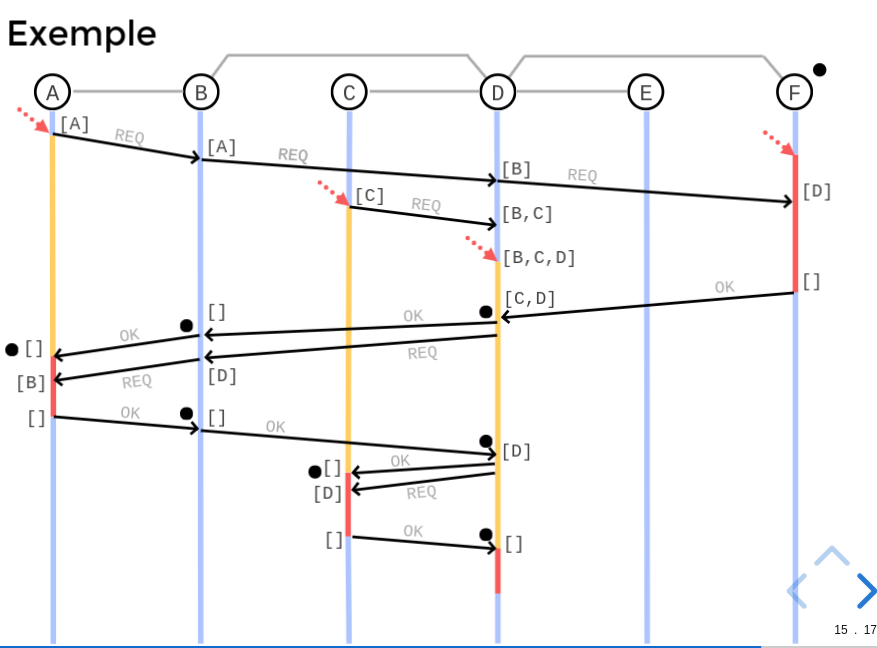 Exemple
A B C D E F
[A] REQ [A] REQ [B] REQ [D]
[C] REQ [B,C]
[B,C,D]
[]
OK
[C,D]
[] OK
OK
[] REQ
[B] REQ [D]
[] OK [] OK
[D]
[] OK
[D] REQ
[] OK []
15 . 17